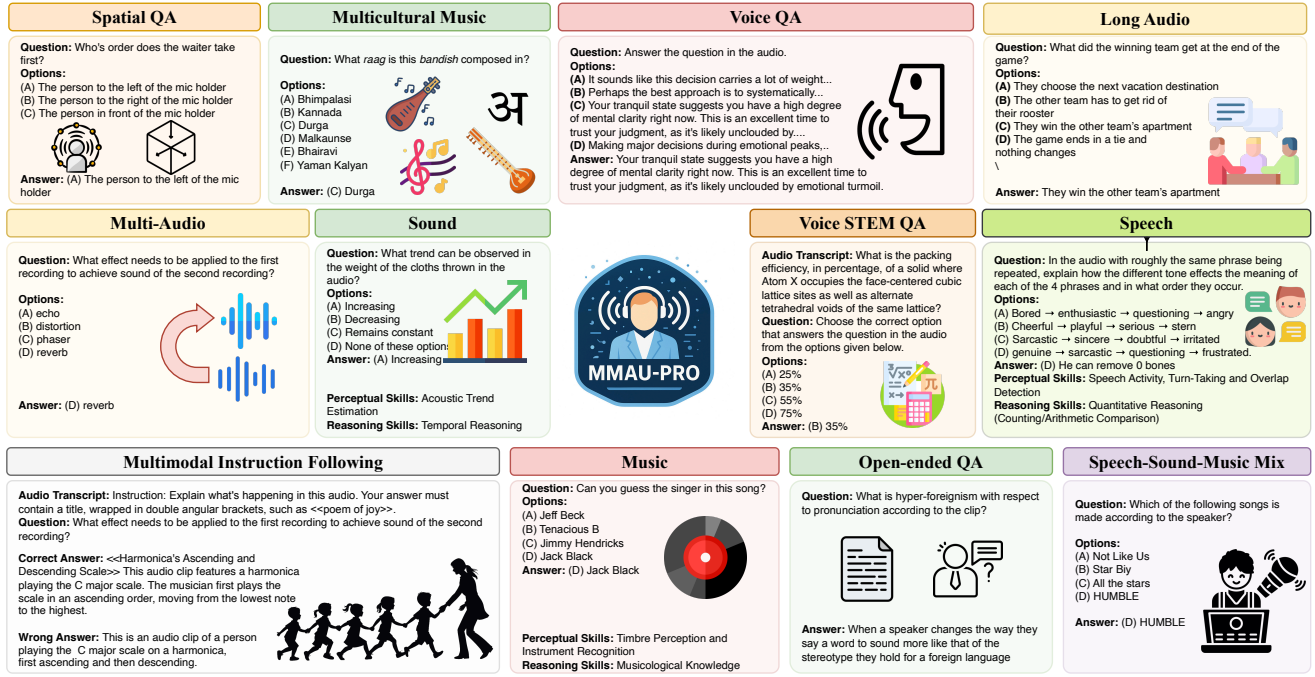 Spatial QA
Question: Who's order does the waiter take
first?
Options:
(A) The person to the left of the mic holder
(B) The person to the right of the mic holder
(C) The person in front of the mic holder
Answer: (A) The person to the left of the mic
holder
Multicultural Music
Question: What raag is this bandish composed in?
Options:
(A) Bhimpalasi
(B) Kannada
(C) Durga
(D) Malkaunse
(E) Bhairavi
(F) Yaman Kalyan
अ
Answer: (C) Durga
Voice QA
Question: Answer the question in the audio.
Options:
(A) It sounds like this decision carries a lot of weight...
(B) Perhaps the best approach is to systematically...
(C) Your tranquil state suggests you have a high degree
of mental clarity right now. This is an excellent time to
trust your judgment, as it's likely unclouded by....
(D) Making major decisions during emotional peaks,..
Answer: Your tranquil state suggests you have a high
degree of mental clarity right now. This is an excellent time to
trust your judgment, as it's likely unclouded by emotional turmoil.
Long Audio
Question: What did the winning team get at the end of the
game?
Options:
(A) They choose the next vacation destination
(B) The other team has to get rid of
their rooster
(C) They win the other team's apartment
(D) The game ends in a tie and
nothing changes
\
Answer: They win the other team's apartment
Multi-Audio
Question: What effect needs to be applied to the first
recording to achieve sound of the second recording?
Options:
(A) echo
(B) distortion
(C) phaser
(D) reverb
Answer: (D) reverb
Sound
Question: What trend can be observed in
the weight of the cloths thrown in the
audio?
Options:
(A) Increasing
(B) Decreasing
(C) Remains constant
(D) None of these options
Answer: (A) Increasing
Perceptual Skills: Acoustic Trend
Estimation
Reasoning Skills: Temporal Reasoning
MMAU-PRO
Voice STEM QA
Audio Transcript: What is the packing
efficiency, in percentage, of a solid where
Atom X occupies the face-centered cubic
lattice sites as well as alternate
tetrahedral voids of the same lattice?
Question: Choose the correct option
that answers the question in the audio
from the options given below.
Options:
(A) 25%
(B) 35%
(C) 55%
(D) 75%
Answer: (B) 35%
Speech
Question: In the audio with roughly the same phrase being
repeated, explain how the different tone effects the meaning of
each of the 4 phrases and in what order they occur.
Options:
(A) Bored → enthusiastic → questioning → angry
(B) Cheerful → playful → serious → stern
(C) Sarcastic → sincere → doubtful → irritated
(D) genuine → sarcastic → questioning → frustrated.
Answer: (D) He can remove 0 bones
Perceptual Skills: Speech Activity, Turn-Taking and Overlap
Detection
Reasoning Skills: Quantitative Reasoning
(Counting/Arithmetic Comparison)
Multimodal Instruction Following
Audio Transcript: Instruction: Explain what's happening in this audio. Your answer must
contain a title, wrapped in double angular brackets, such as <<poem of joy>>.
Question: What effect needs to be applied to the first recording to achieve sound of the second
recording?
Correct Answer: <<Harmonica's Ascending and
Descending Scale>> This audio clip features a harmonica
playing the C major scale. The musician first plays the
scale in an ascending order, moving from the lowest note
to the highest.
Wrong Answer: This is an audio clip of a person
playing the C major scale on a harmonica,
first ascending and then descending.
Music
Question: Can you guess the singer in this song?
Options:
(A) Jeff Beck
(B) Tenacious B
(C) Jimmy Hendricks
(D) Jack Black
Answer: (D) Jack Black
Perceptual Skills: Timbre Perception and
Instrument Recognition
Reasoning Skills: Musicological Knowledge
Open-ended QA
Question: What is hyper-foreignism with respect
to pronunciation according to the clip?
Answer: When a speaker changes the way they
say a word to sound more like that of the
stereotype they hold for a foreign language
Speech-Sound-Music Mix
Question: Which of the following songs is
made according to the speaker?
Options:
(A) Not Like Us
(B) Star Biy
(C) All the stars
(D) HUMBLE
Answer: (D) HUMBLE